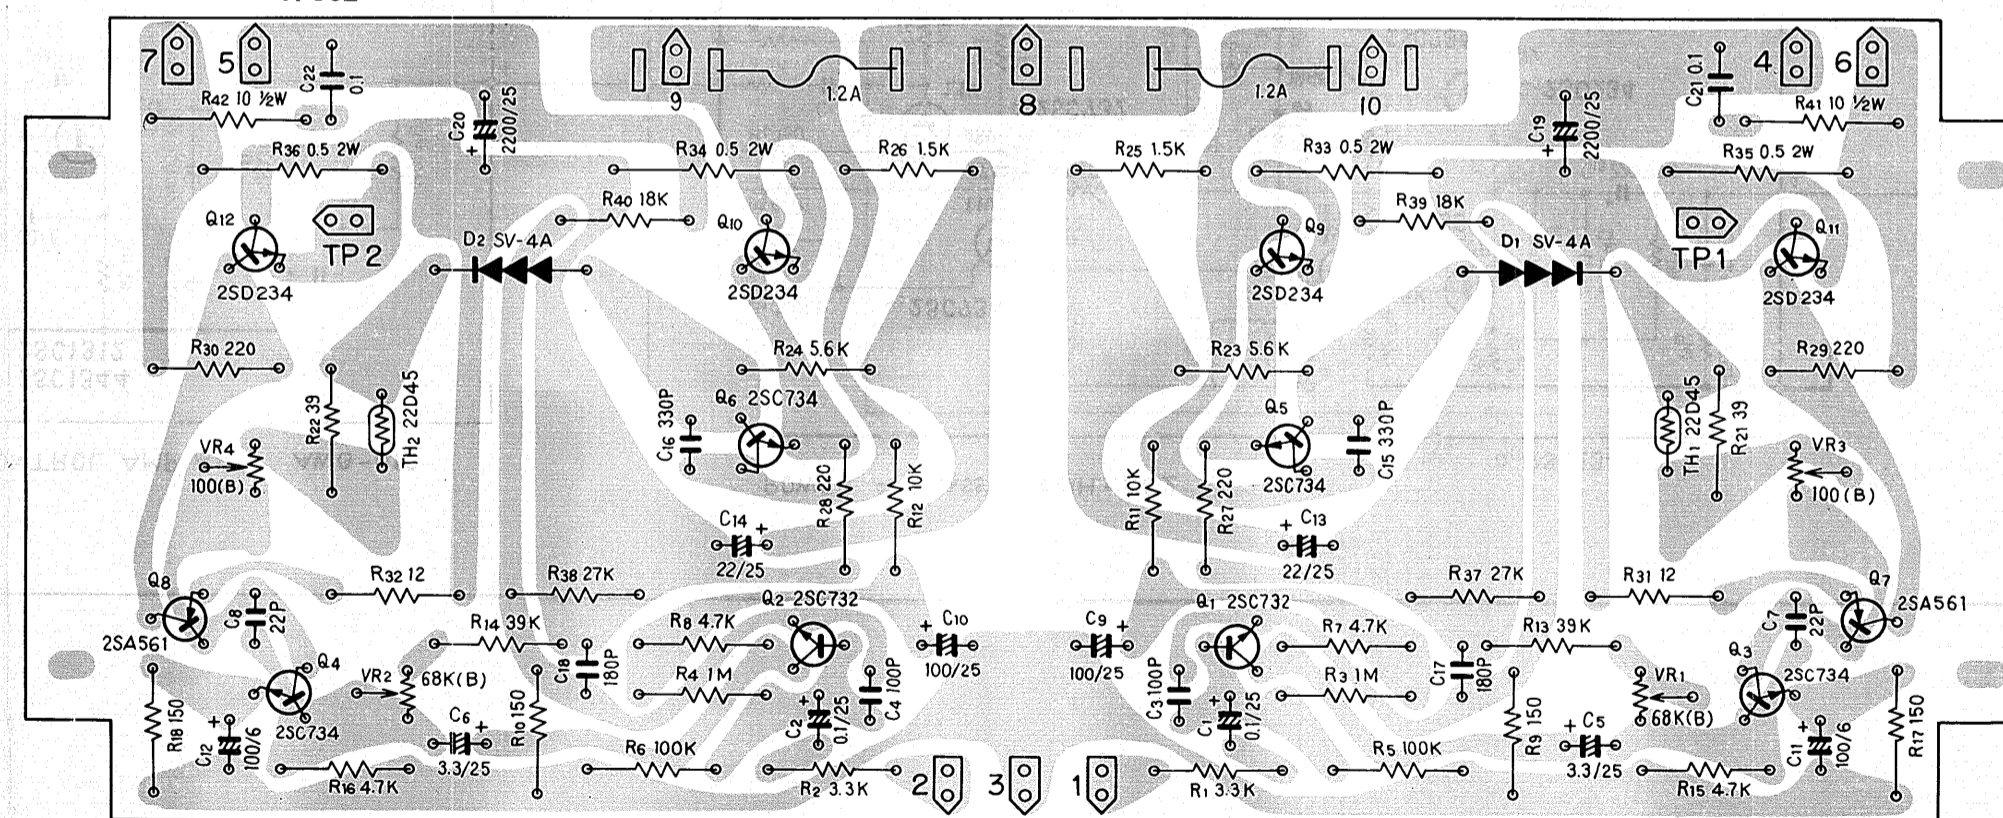 7
5
C22 0.1
R42 10 ½W
9
1.2A
8
1.2A
10
C21 0.1
4
6
R41 10 ½W
C20 2200/25
+
C19 2200/25
+
R36 0.5 2W
R34 0.5 2W
R26 1.5K
R25 1.5K
R33 0.5 2W
R35 0.5 2W
R40 18K
R39 18K
Q12
2SD234
TP2
D2 SV-4A
Q10
2SD234
Q9
2SD234
D1 SV-4A
TP1
Q11
2SD234
R30 220
R24 5.6K
R23 5.6K
R29 220
R22 39
TH2 22D45
Q6
2SC734
C16 330P
Q5
2SC734
C15 330P
TH1 22D45
R21 39
VR4
100(B)
VR3
100(B)
R28 220
R12 10K
R11 10K
R27 220
C14 +
22/25
+ C13
22/25
Q8
2SA561
C8 22P
R32 12
R38 27K
Q2 2SC732
Q1 2SC732
R37 27K
R31 12
Q7
2SA561
C7 22P
R14 39K
R8 4.7K
+ C10
100/25
C9 +
100/25
R7 4.7K
R13 39K
C18 180P
C17 180P
Q4
2SC734
VR2
68K(B)
R4 1M
C4 100P
C3 100P
R3 1M
VR1
68K(B)
Q3
2SC734
R18 150
C12 100/6
+
C6 +
3.3/25
R10 150
C2 0.1/25
+
C1 0.1/25
+
R9 150
+ C5
3.3/25
C11 100/6
+
R17 150
R16 4.7K
R6 100K
R2 3.3K
2
3
1
R1 3.3K
R5 100K
R15 4.7K